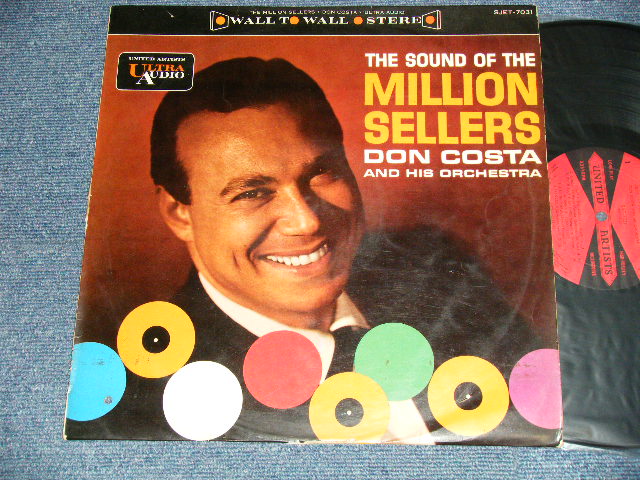 THE MILLION SELLERS · DON COSTA · ULTRA AUDIO
WALL TO WALL STEREO
SJET-7031
UNITED ARTISTS
ULTRA
AUDIO
THE SOUND OF THE
MILLION
SELLERS
DON COSTA
AND HIS ORCHESTRA
UNITED
ARTISTS